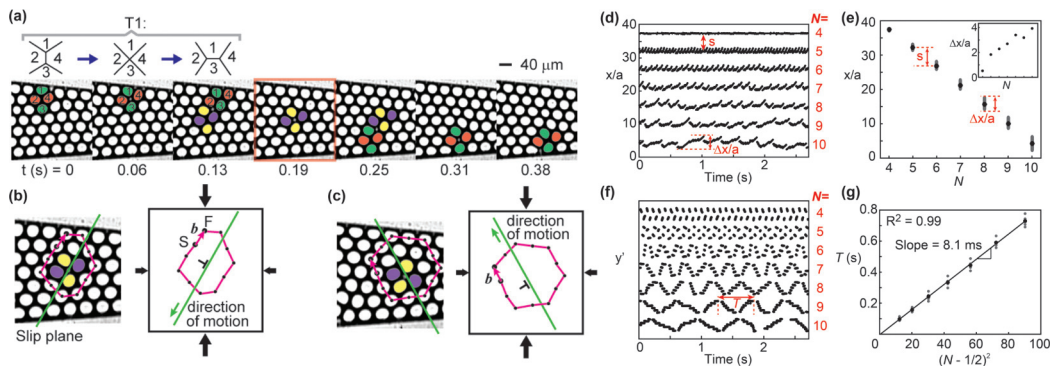 (a)
T1:
1
2 4
3
1
2 4
3
1
2 4
3
40 μm
t (s) = 0 0.06 0.13 0.19 0.25 0.31 0.38
(b)
Slip plane
F
b
S
direction
of motion
(c)
direction
of motion
b
(d)
N=
40
30
x/a
20
10
0
s
Δx/a
4
5
6
7
8
9
10
0 1 2
Time (s)
(e)
40
30
x/a
20
10
0
s
Δx/a
4 5 6 7 8 9 10
N
4
Δx/a
2
0
N
(f)
N=
y'
4
5
6
7
8
9
10
T
0 1 2
Time (s)
(g)
R² = 0.99
Slope = 8.1 ms
T (s)
0.8
0.6
0.4
0.2
0 20 40 60 80 100
(N - 1/2)²